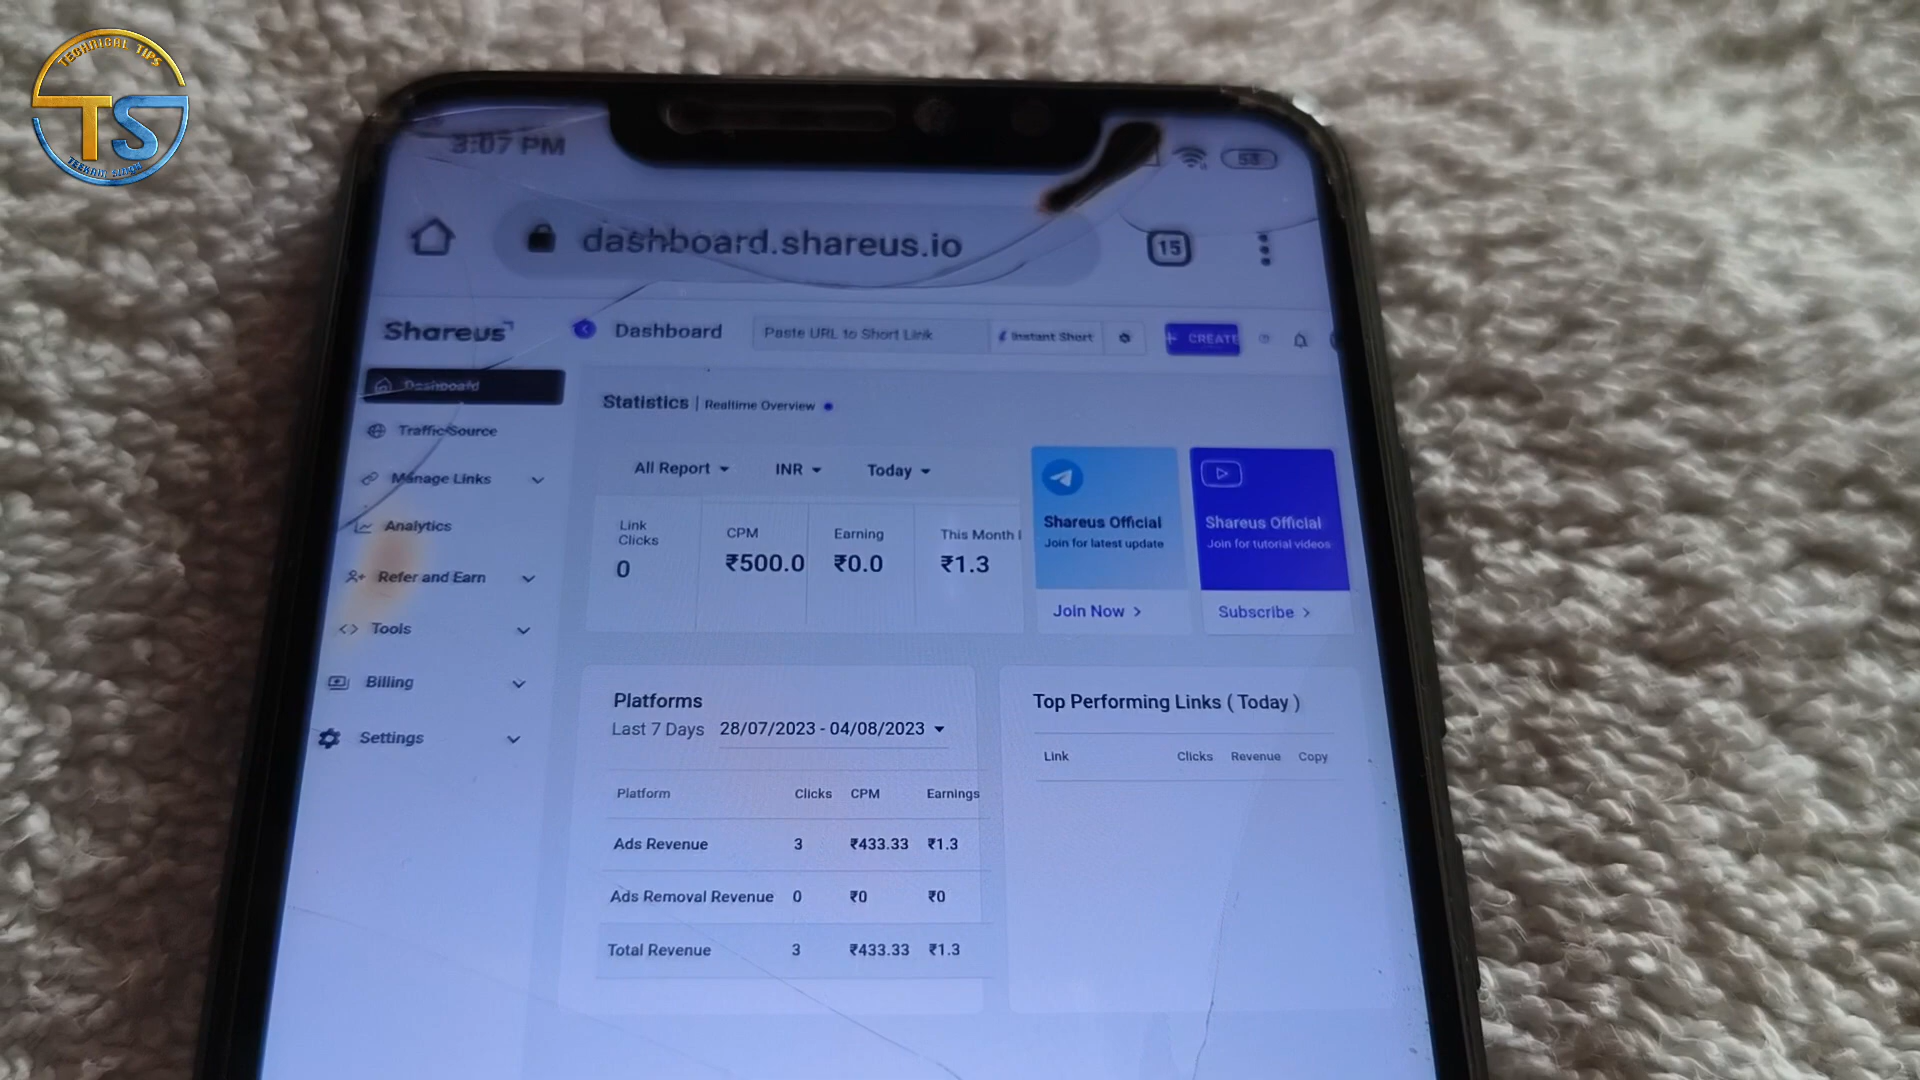 TECHNICAL TIPS
TS
3:07 PM
58
dashboard.shareus.io
15
Shareus
Dashboard
Paste URL to Short Link
Instant Short
+ CREATE
Dashboard
Traffic Source
Manage Links
Analytics
Refer and Earn
Tools
Billing
Settings
Statistics | Realtime Overview
All Report
INR
Today
Link Clicks
0
CPM
₹500.0
Earning
₹0.0
This Month
₹1.3
Shareus Official
Join for latest update
Join Now >
Shareus Official
Join for tutorial videos
Subscribe >
Platforms
Last 7 Days 28/07/2023 - 04/08/2023
Platform Clicks CPM Earnings
Ads Revenue 3 ₹433.33 ₹1.3
Ads Removal Revenue 0 ₹0 ₹0
Total Revenue 3 ₹433.33 ₹1.3
Top Performing Links ( Today )
Link Clicks Revenue Copy